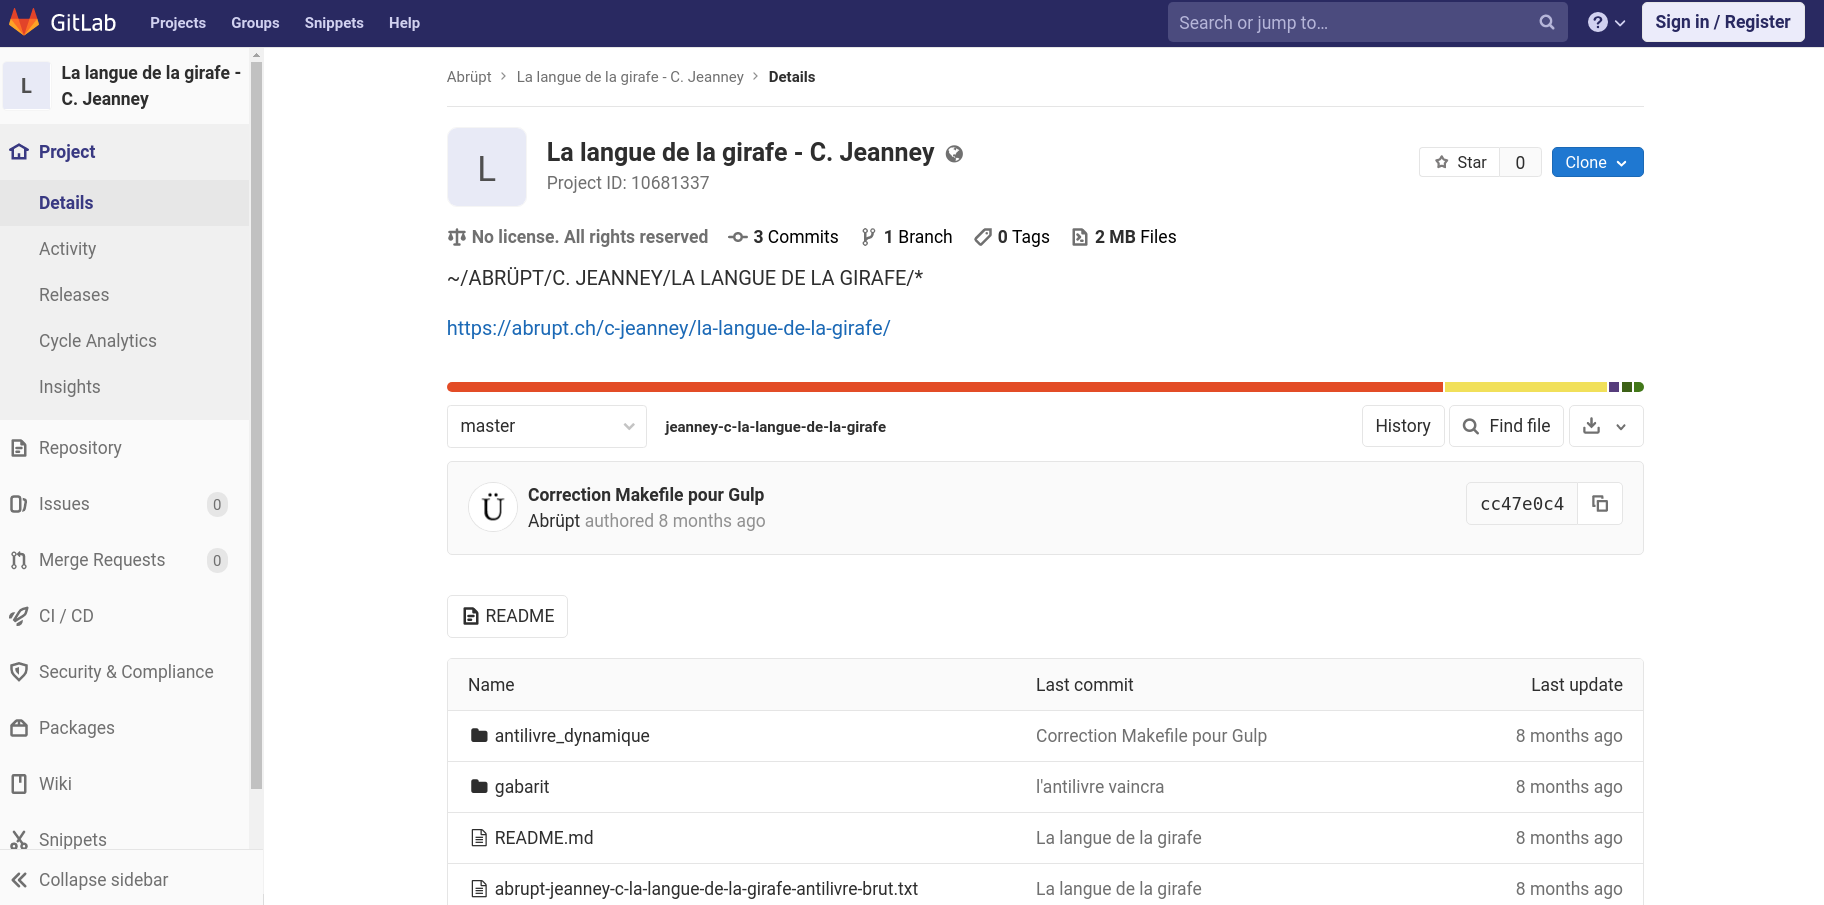 GitLab Projects Groups Snippets Help Search or jump to... ? Sign in / Register
L La langue de la girafe -
C. Jeanney
Project
Details
Activity
Releases
Cycle Analytics
Insights
Repository
Issues 0
Merge Requests 0
CI / CD
Security & Compliance
Packages
Wiki
Snippets
Collapse sidebar
Abrüpt > La langue de la girafe - C. Jeanney > Details
L
La langue de la girafe - C. Jeanney
Project ID: 10681337
Star 0 Clone
No license. All rights reserved 3 Commits 1 Branch 0 Tags 2 MB Files
~/ABRÜPT/C. JEANNEY/LA LANGUE DE LA GIRAFE/*
https://abrupt.ch/c-jeanney/la-langue-de-la-girafe/
master jeanney-c-la-langue-de-la-girafe History Find file
Ü
Correction Makefile pour Gulp
Abrüpt authored 8 months ago
cc47e0c4
README
Name Last commit Last update
antilivre_dynamique Correction Makefile pour Gulp 8 months ago
gabarit l'antilivre vaincra 8 months ago
README.md La langue de la girafe 8 months ago
abrupt-jeanney-c-la-langue-de-la-girafe-antilivre-brut.txt La langue de la girafe 8 months ago